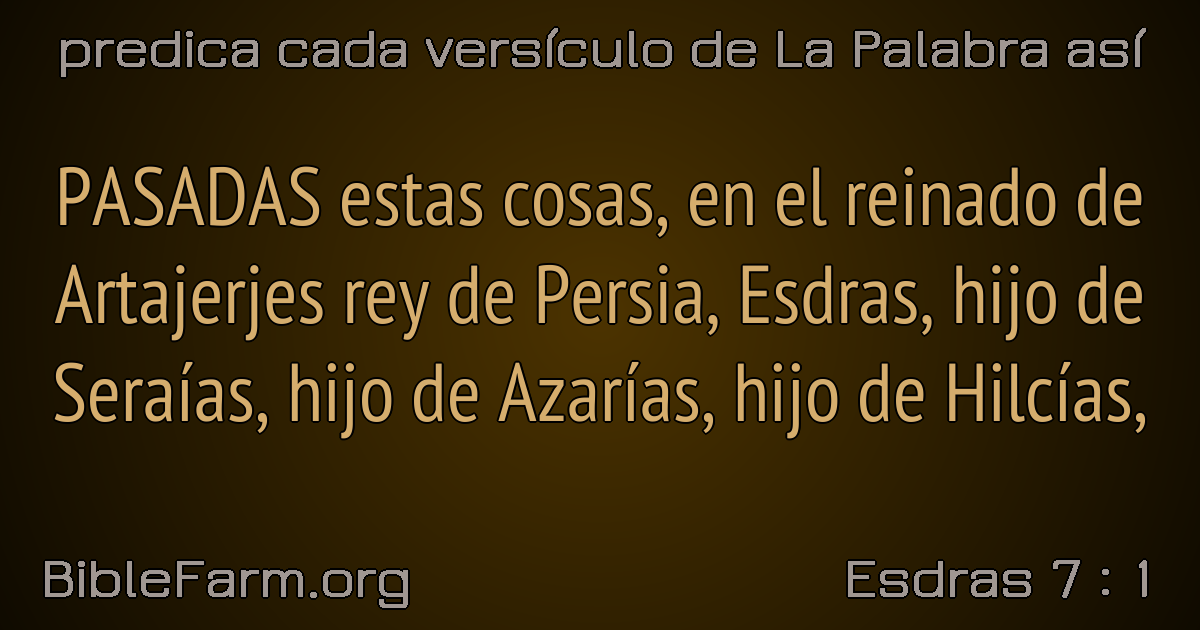 predica cada versículo de La Palabra así
PASADAS estas cosas, en el reinado de
Artajerjes rey de Persia, Esdras, hijo de
Seraías, hijo de Azarías, hijo de Hilcías,
BibleFarm.org
Esdras 7 : 1